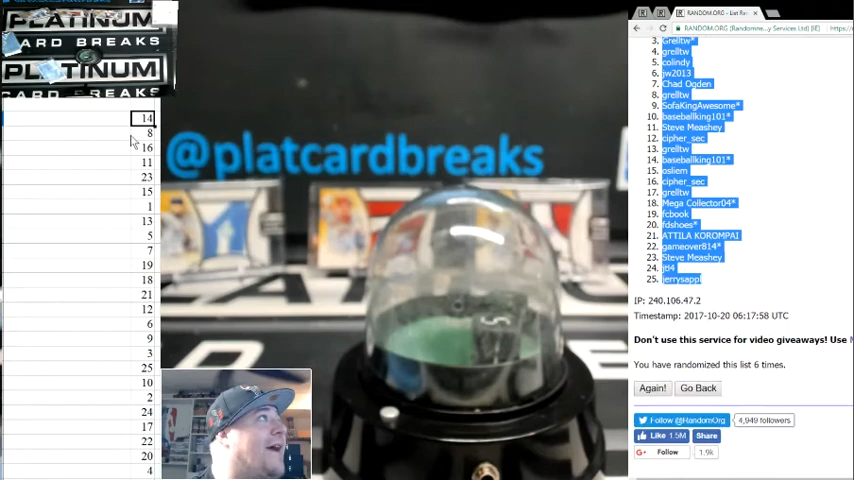 PLATINUM
CARD BREAKS
PLATINUM
CARD BREAKS
14
8
16
11
23
15
1
13
5
7
19
18
21
12
6
9
3
25
10
2
24
17
22
20
4
@platcardbreaks
RANDOM.ORG - List Ra
3. Grelltw*
4. grelltw
5. colindy
6. jw2013
7. Chad Ogden
8. grelltw
9. SofaKingAwesome*
10. baseballking101*
11. Steve Meashey
12. cipher_sec
13. grelltw
14. baseballking101*
15. osliem
16. cipher_sec
17. grelltw
18. Mega Collector04*
19. fcbook
20. fdshoes*
21. ATTILA KOROMPAI
22. gameover814*
23. Steve Meashey
24. jtl4
25. jerrysappl
IP: 240.106.47.2
Timestamp: 2017-10-20 06:17:58 UTC
Don't use this service for video giveaways! Use
You have randomized this list 6 times.
Again!
Go Back
Follow @RandomOrg
4,949 followers
Like 1.5M
Share
G+ Follow
1.9k